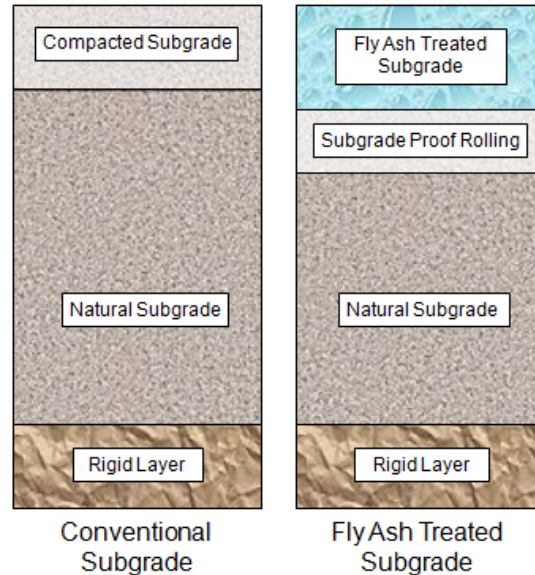 Compacted Subgrade
Natural Subgrade
Rigid Layer
Conventional
Subgrade
Fly Ash Treated
Subgrade
Subgrade Proof Rolling
Natural Subgrade
Rigid Layer
Fly Ash Treated
Subgrade